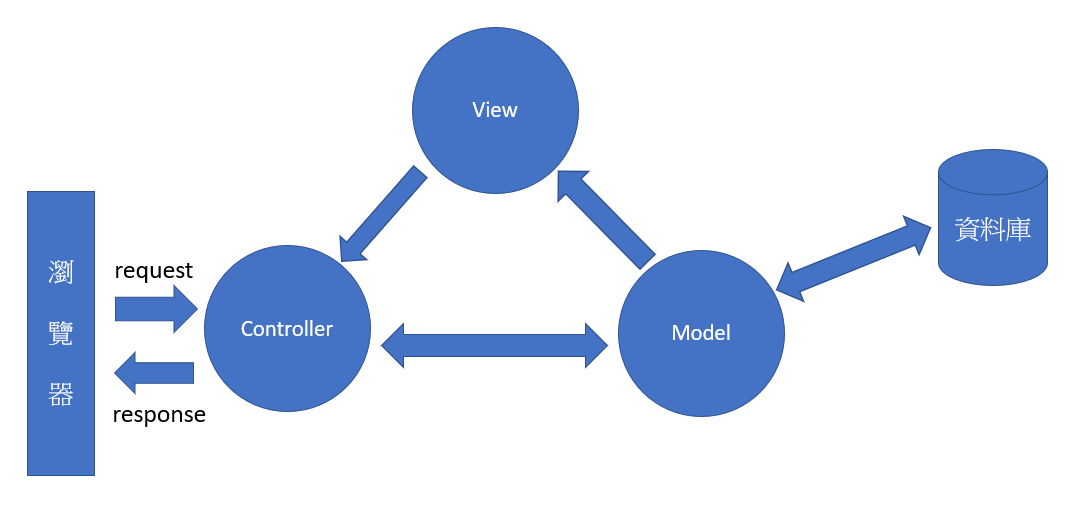 View
瀏
覽
器
request
response
Controller
Model
資料庫